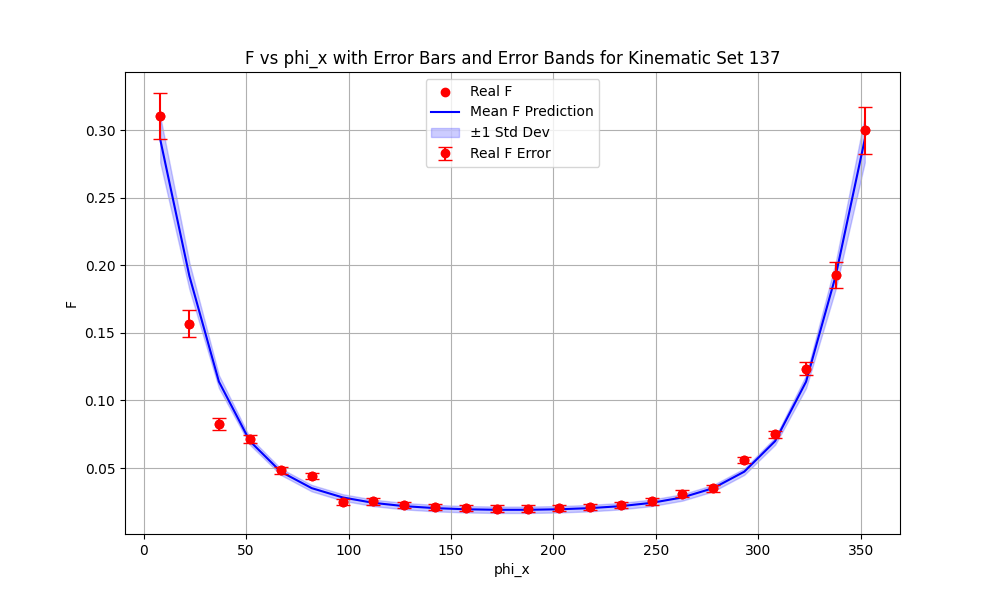 F vs phi_x with Error Bars and Error Bands for Kinematic Set 137
Real F
Mean F Prediction
±1 Std Dev
Real F Error
F
0.30
0.25
0.20
0.15
0.10
0.05
0 50 100 150 200 250 300 350
phi_x